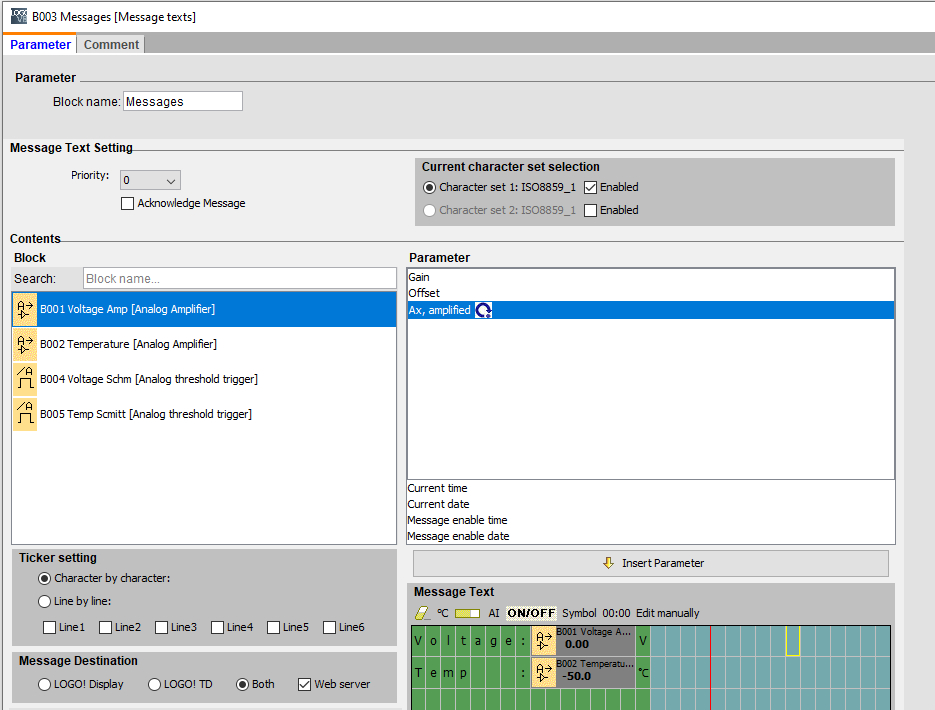 B003 Messages [Message texts]
Parameter Comment
Parameter
Block name: Messages
Message Text Setting
Priority: 0
Acknowledge Message
Current character set selection
Character set 1: ISO8859_1 Enabled
Character set 2: ISO8859_1 Enabled
Contents
Block
Search: Block name...
B001 Voltage Amp [Analog Amplifier]
B002 Temperature [Analog Amplifier]
B004 Voltage Schm [Analog threshold trigger]
B005 Temp Scmitt [Analog threshold trigger]
Parameter
Gain
Offset
Ax, amplified
Current time
Current date
Message enable time
Message enable date
Insert Parameter
Ticker setting
Character by character:
Line by line:
Line1 Line2 Line3 Line4 Line5 Line6
Message Destination
LOGO! Display LOGO! TD Both Web server
Message Text
°C AI ON/OFF Symbol 00:00 Edit manually
Voltage: B001 Voltage A... 0.00 V
Temp : B002 Temperatu... -50.0 °C